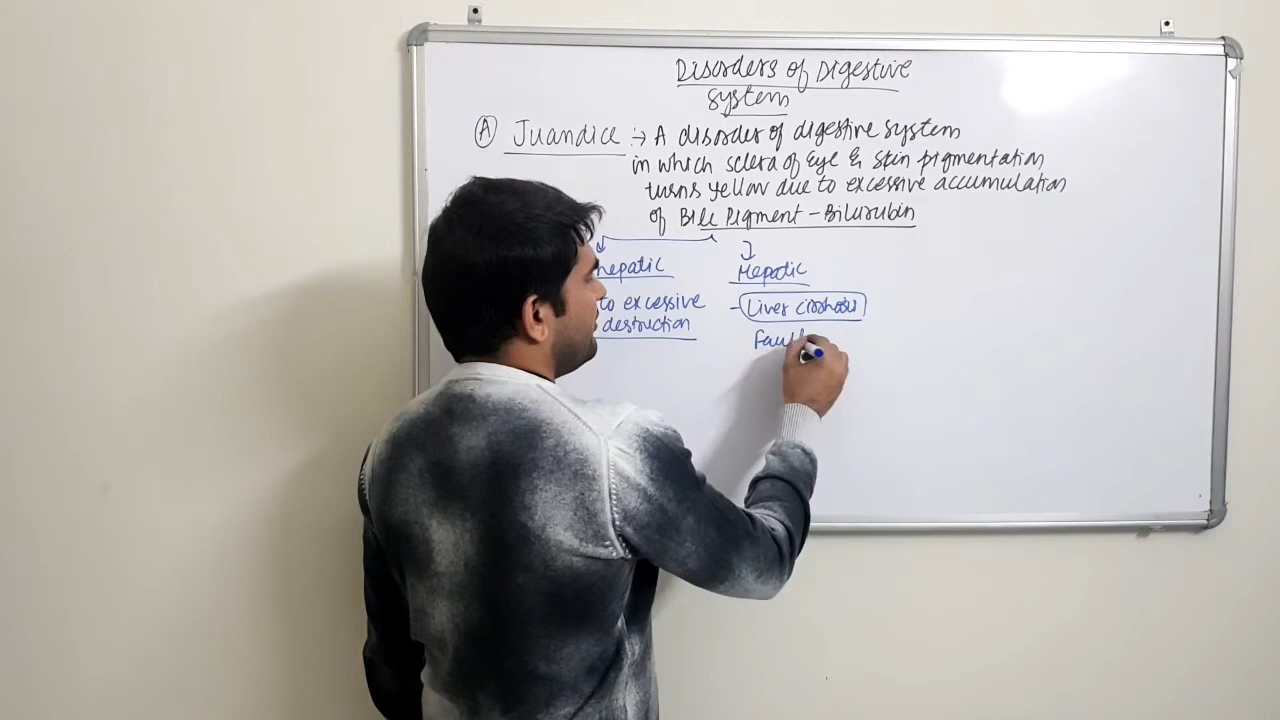 Disorders of Digestive
System
A Juandice :→ A disorder of digestive system
in which sclera of Eye & skin pigmentation
turns yellow due to excessive accumulation
of Bile Pigment - Bilirubin
hepatic Hepatic
to excessive - Liver cirrhosis
destruction Fault